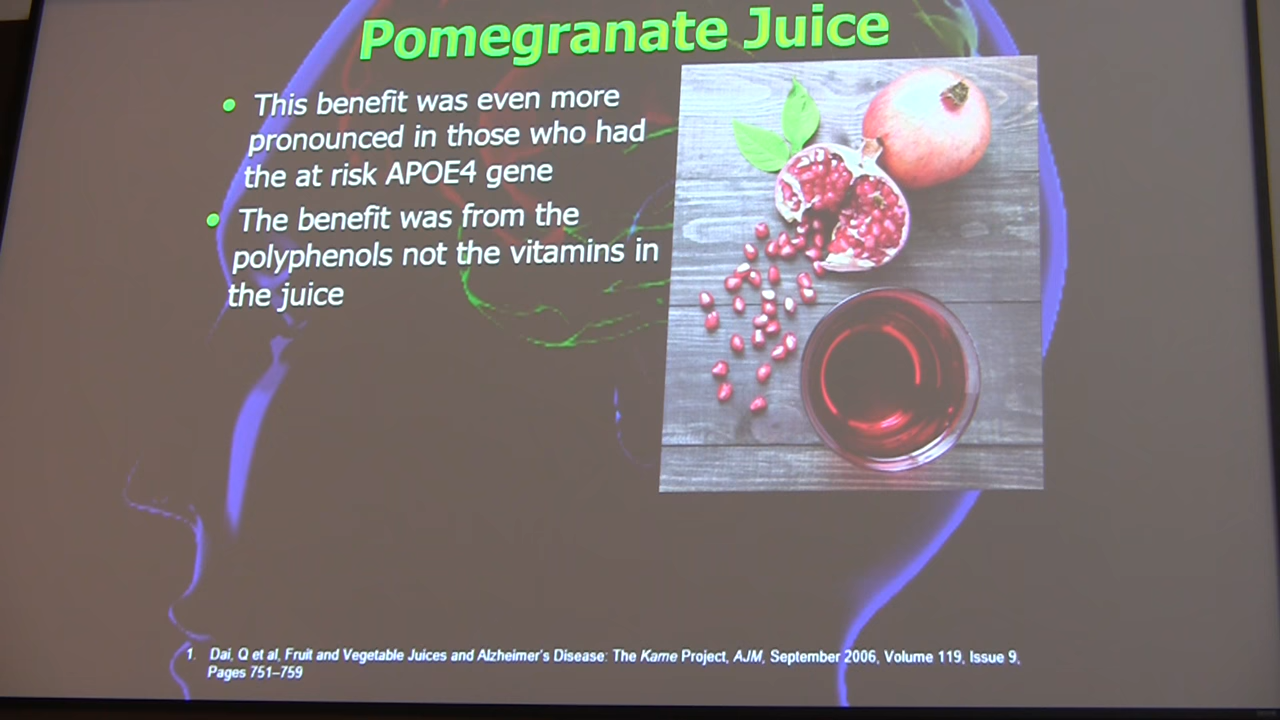 Pomegranate Juice
• This benefit was even more
pronounced in those who had
the at risk APOE4 gene
• The benefit was from the
polyphenols not the vitamins in
the juice
1. Dai, Q et al, Fruit and Vegetable Juices and Alzheimer's Disease: The Kame Project, AJM, September 2006, Volume 119, Issue 9,
Pages 751–759